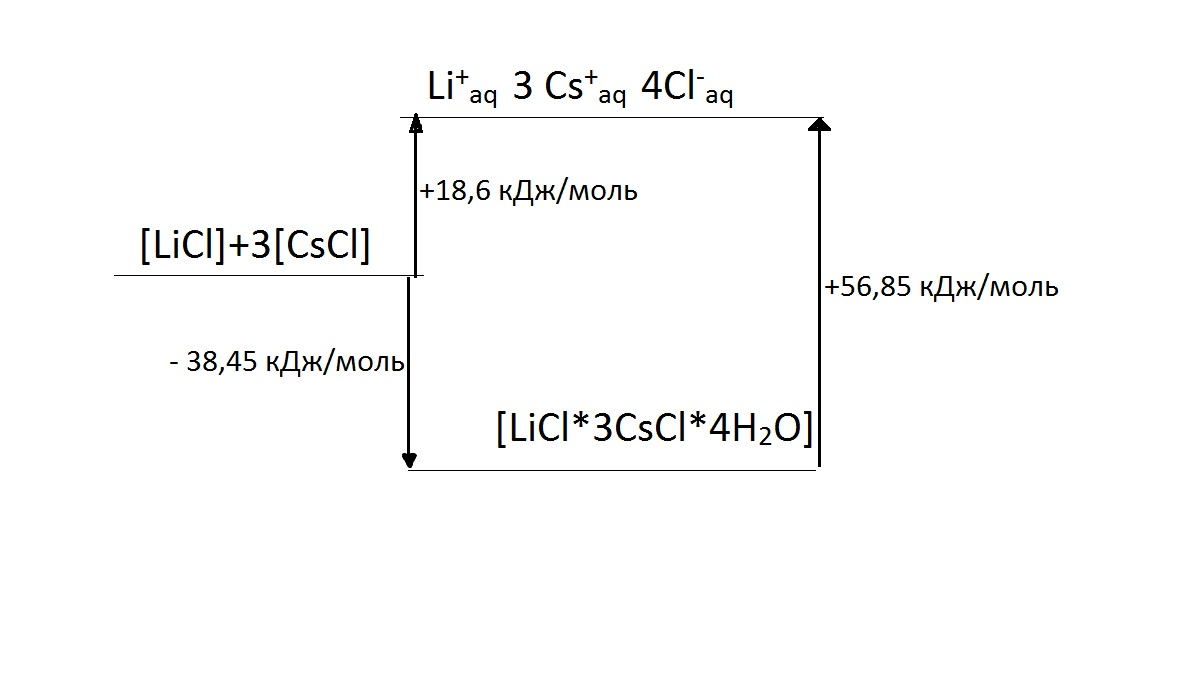 Li⁺aq 3 Cs⁺aq 4Cl⁻aq
+18,6 кДж/моль
[LiCl]+3[CsCl]
+56,85 кДж/моль
- 38,45 кДж/моль
[LiCl*3CsCl*4H₂O]